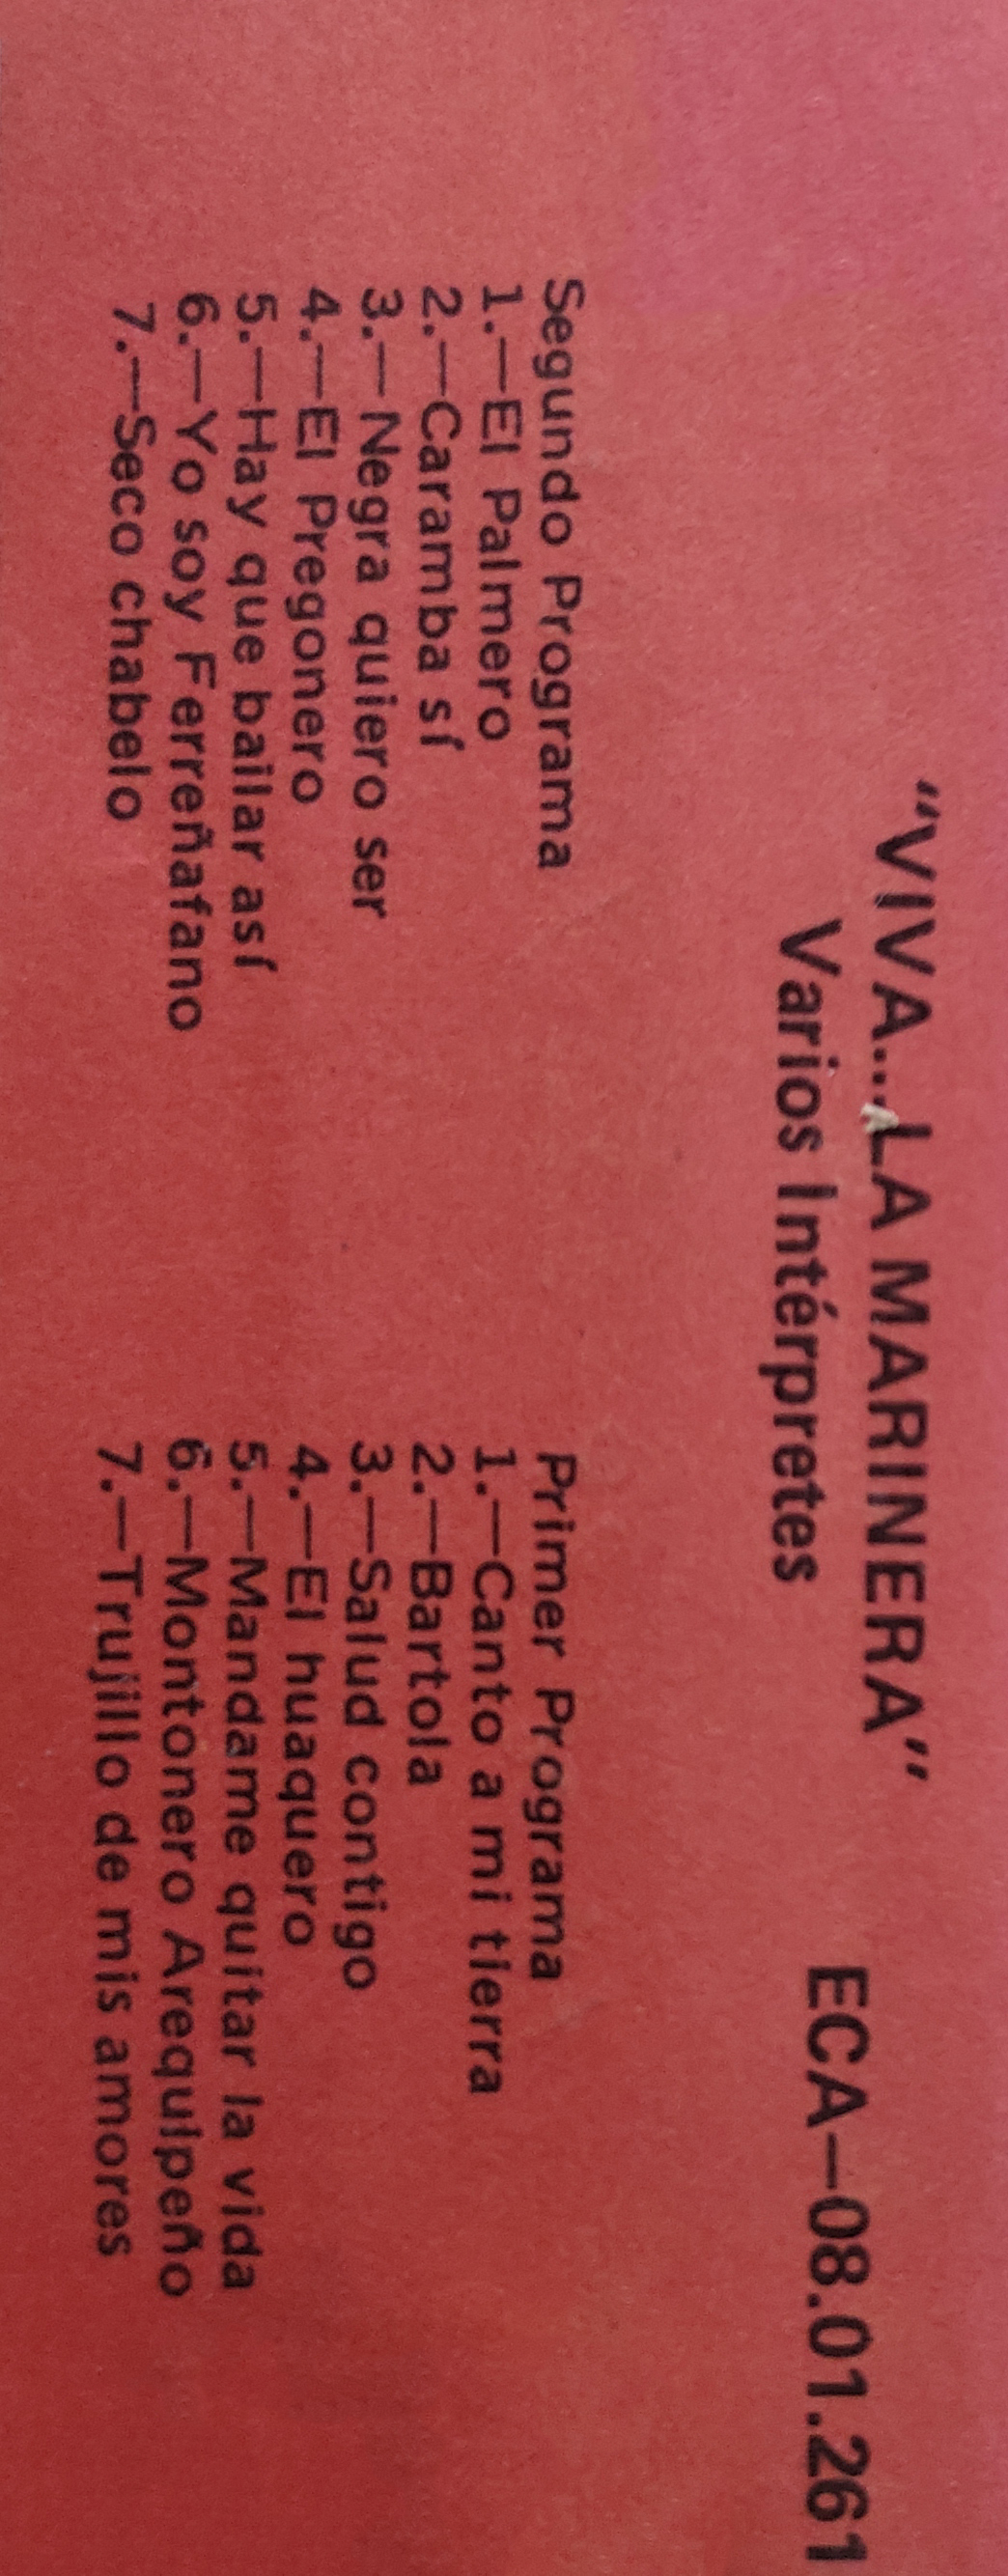 "VIVA... LA MARINERA"
Varios Intérpretes
ECA—08.01.261
Segundo Programa
1.—El Palmero
2.—Caramba sí
3.—Negra quiero ser
4.—El Pregonero
5.—Hay que bailar así
6.—Yo soy Ferreñafano
7.—Seco chabelo
Primer Programa
1.—Canto a mi tierra
2.—Bartola
3.—Salud contigo
4.—El huaquero
5.—Mandame quitar la vida
6.—Montonero Arequipeño
7.—Trujillo de mis amores